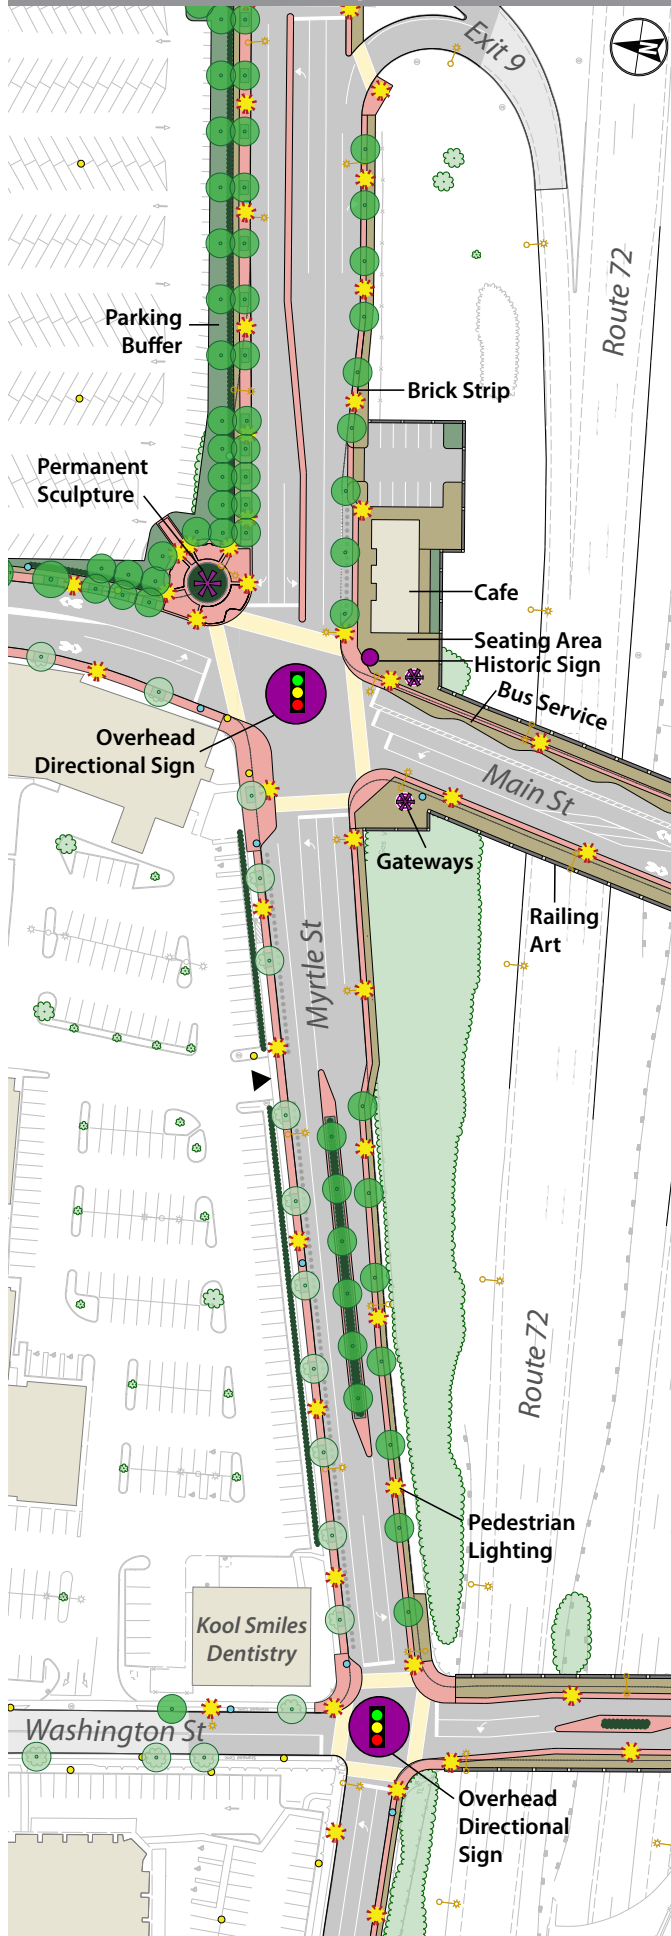 Exit 9
N
Route 72
Parking
Buffer
Brick Strip
Permanent
Sculpture
Cafe
Seating Area
Historic Sign
Bus Service
Overhead
Directional Sign
Main St
Gateways
Railing
Art
Myrtle St
Route 72
Pedestrian
Lighting
Kool Smiles
Dentistry
Washington St
Overhead
Directional
Sign